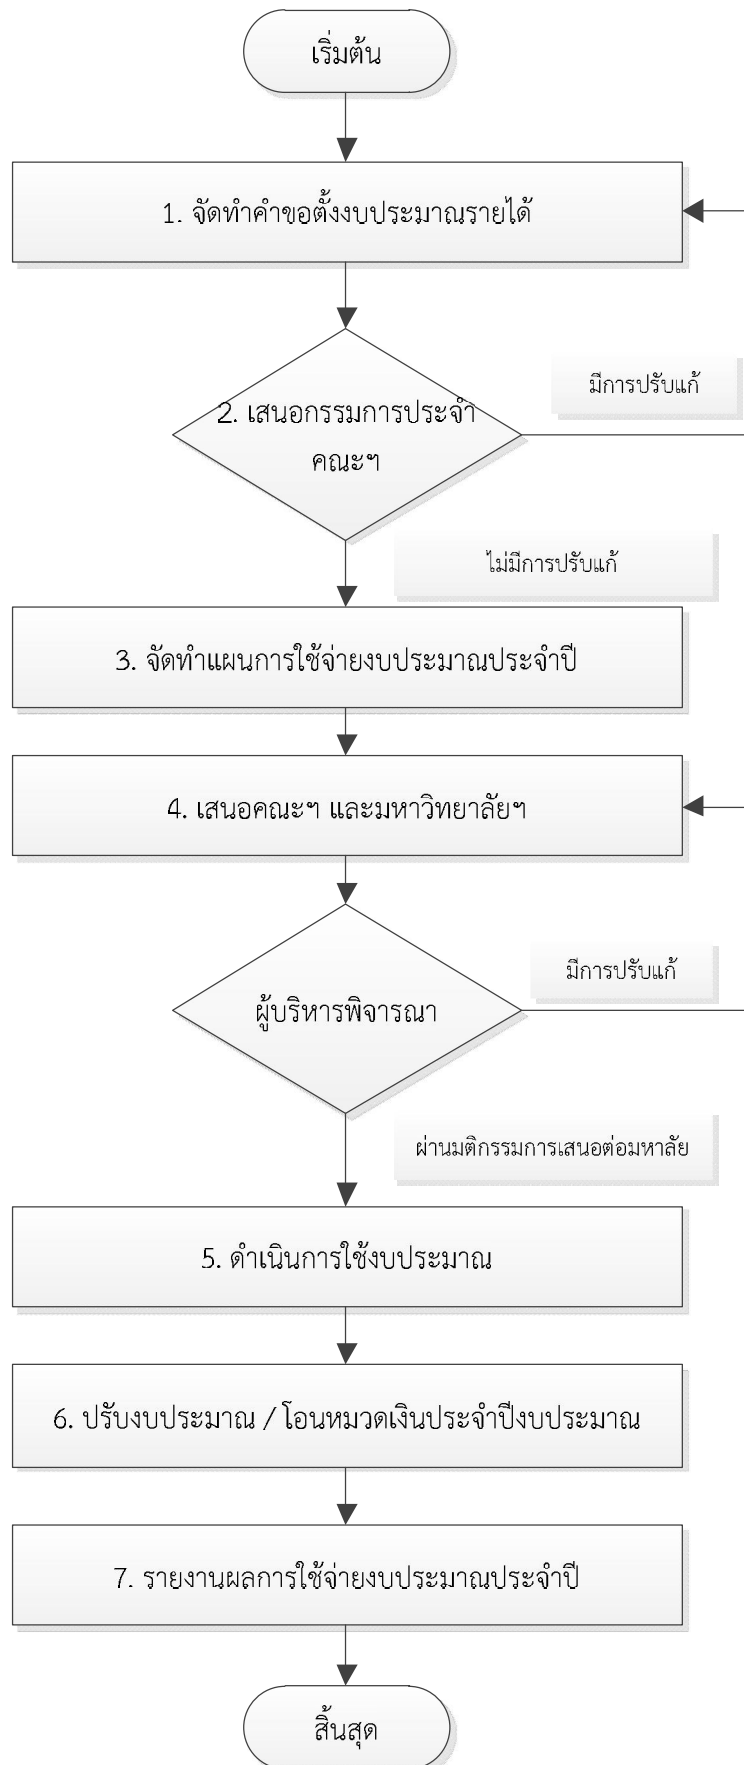 เริ่มต้น
1. จัดทำคำขอตั้งงบประมาณรายได้
มีการปรับแก้
2. เสนอกรรมการประจำ
คณะฯ
ไม่มีการปรับแก้
3. จัดทำแผนการใช้จ่ายงบประมาณประจำปี
4. เสนอคณะฯ และมหาวิทยาลัยฯ
มีการปรับแก้
ผู้บริหารพิจารณา
ผ่านมติกรรมการเสนอต่อมหาลัย
5. ดำเนินการใช้งบประมาณ
6. ปรับงบประมาณ / โอนหมวดเงินประจำปีงบประมาณ
7. รายงานผลการใช้จ่ายงบประมาณประจำปี
สิ้นสุด